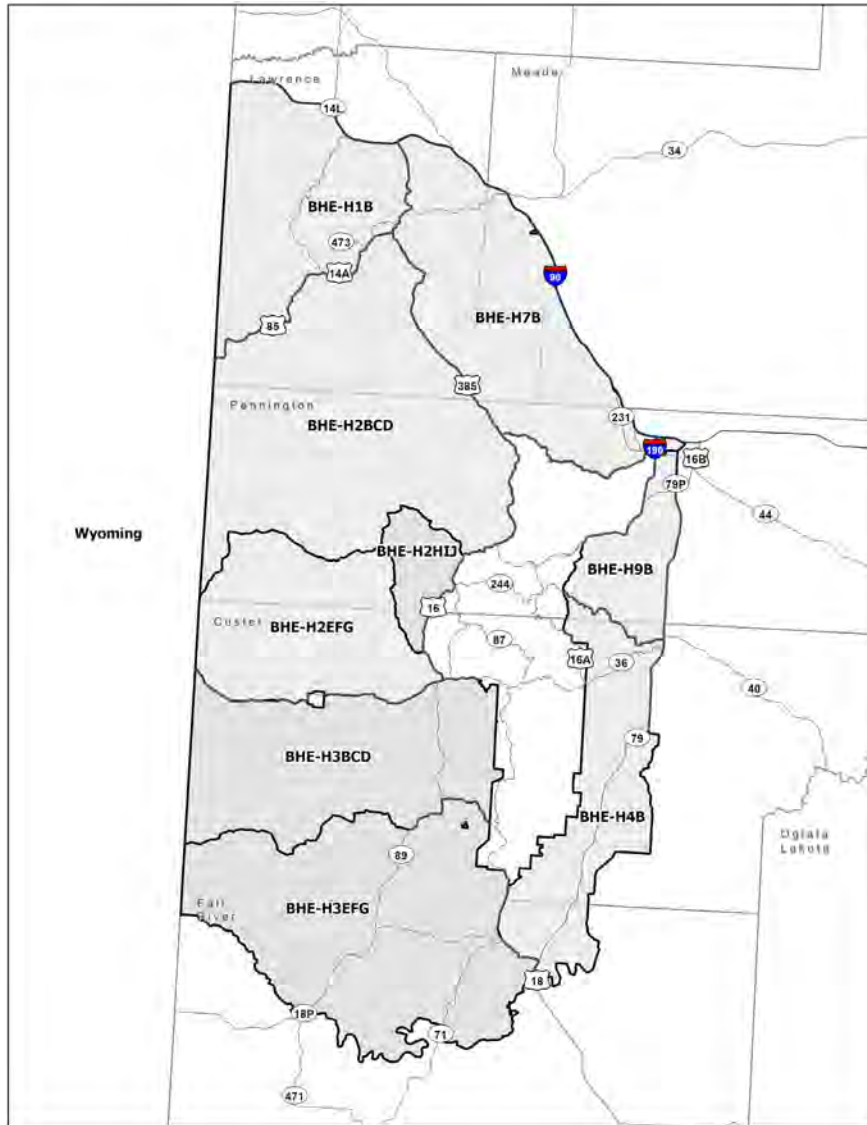 Lawrence
Meade
14L
34
BHE-H1B
473
14A
90
85
BHE-H7B
385
Pennington
231
BHE-H2BCD
190
16B
79P
44
Wyoming
BHE-H2HIJ
BHE-H9B
244
16
Custer
BHE-H2EFG
87
16A
36
40
79
BHE-H3BCD
BHE-H4B
Oglala
Lakota
89
Fall
River
BHE-H3EFG
18
18P
71
471